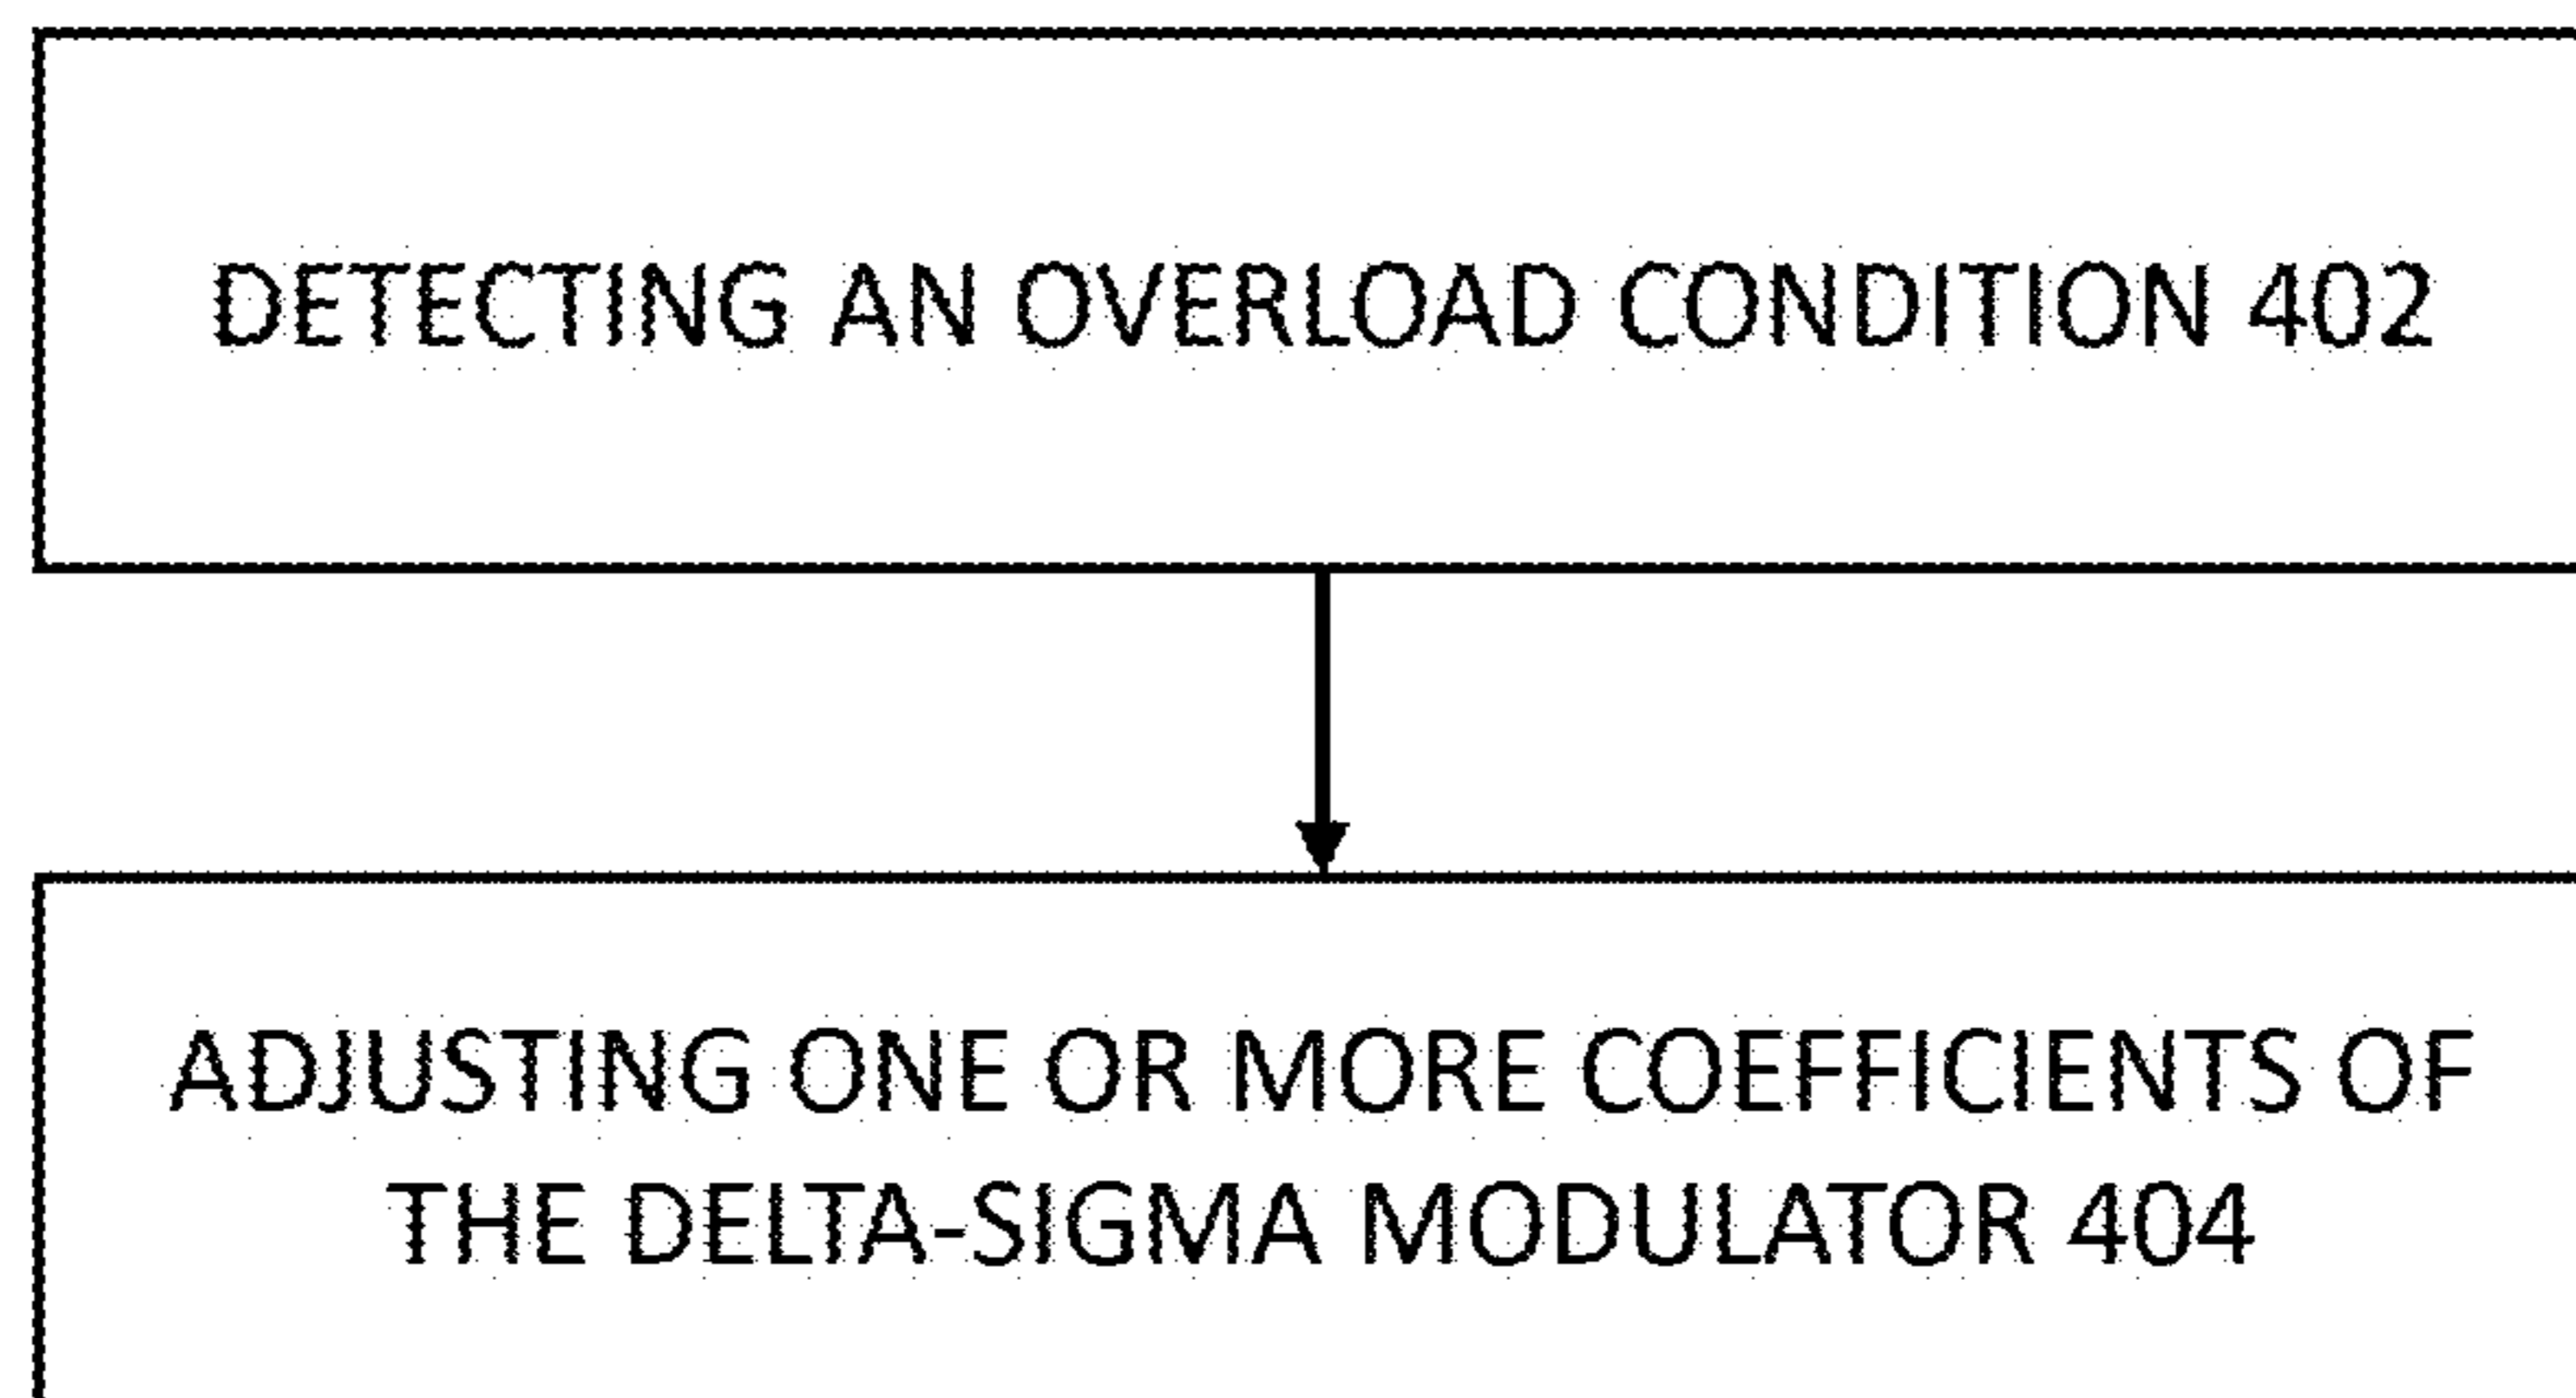 DETECTING AN OVERLOAD CONDITION 402
ADJUSTING ONE OR MORE COEFFICIENTS OF
THE DELTA-SIGMA MODULATOR 404